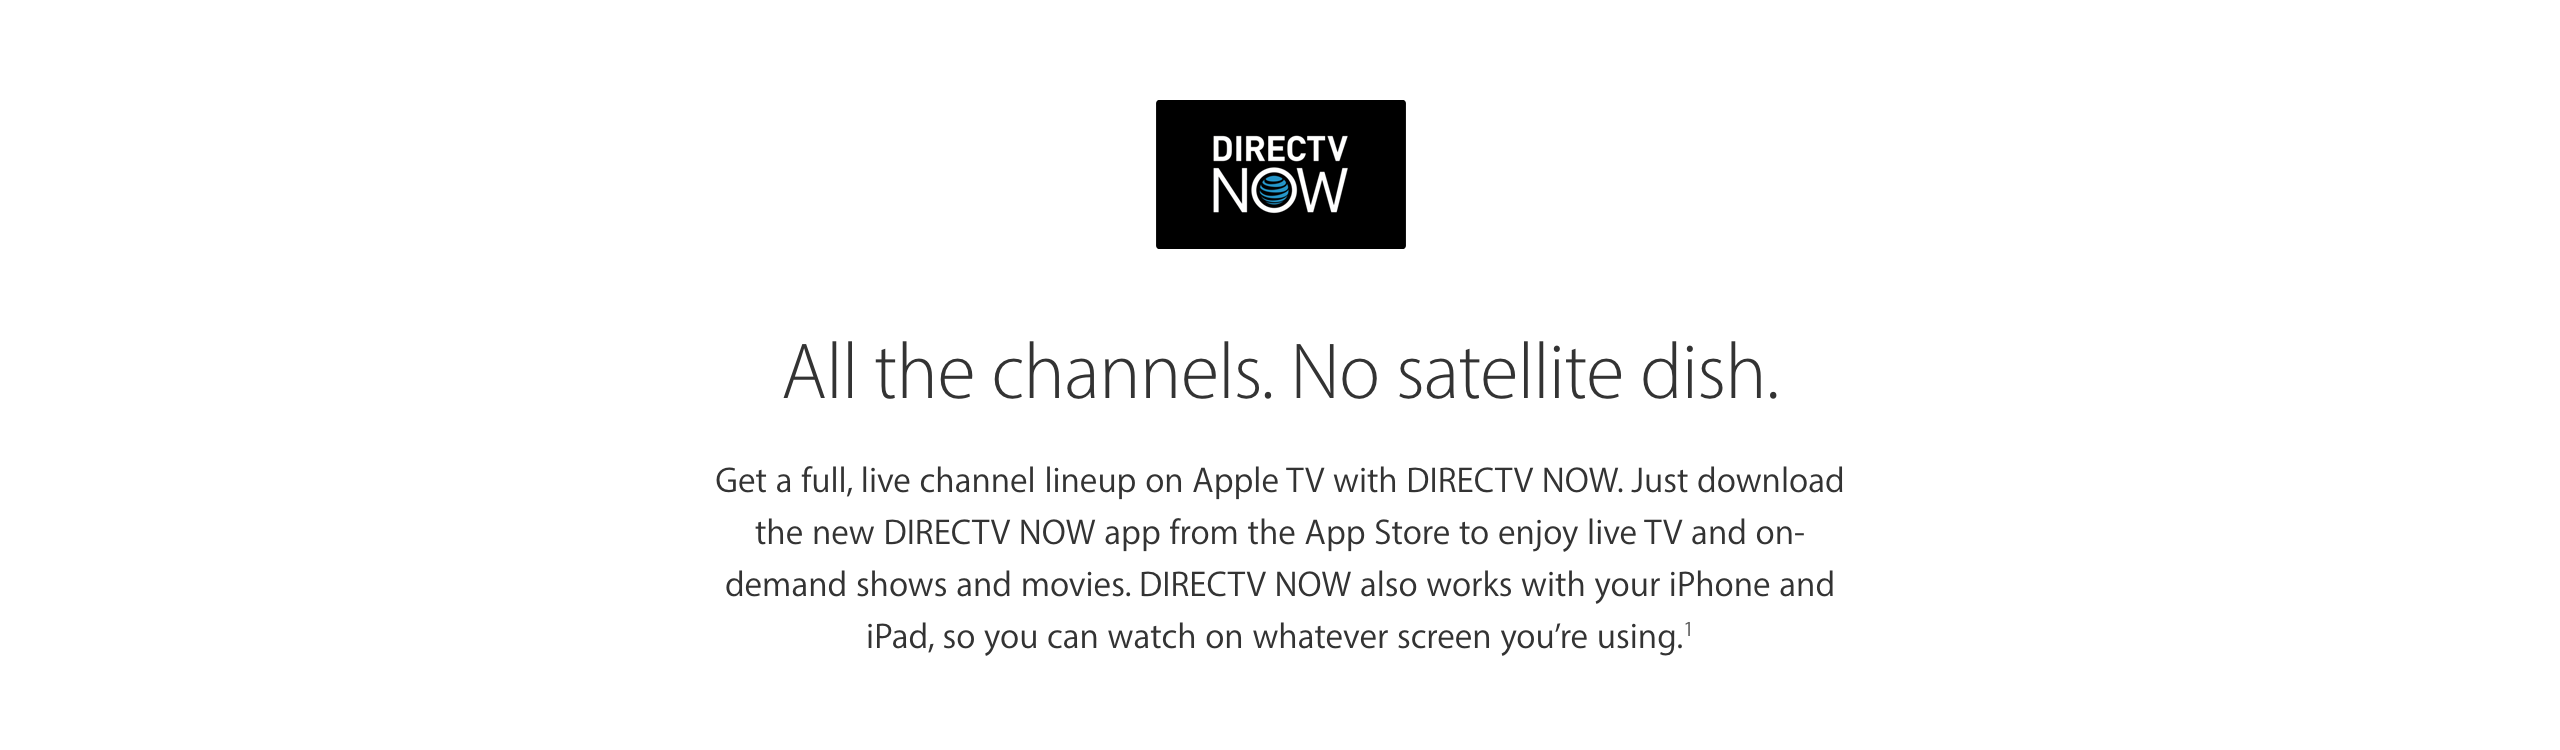 DIRECTV
NOW
All the channels. No satellite dish.
Get a full, live channel lineup on Apple TV with DIRECTV NOW. Just download
the new DIRECTV NOW app from the App Store to enjoy live TV and on-
demand shows and movies. DIRECTV NOW also works with your iPhone and
iPad, so you can watch on whatever screen you’re using.¹